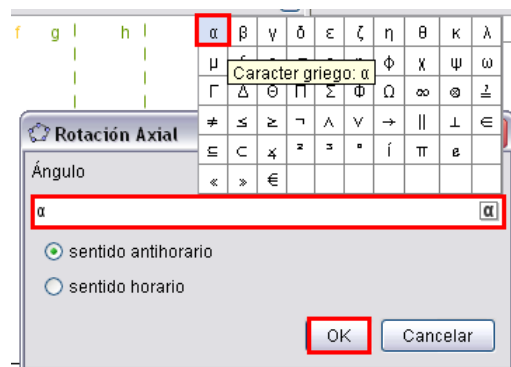 f g h
α β γ δ ε ζ η θ κ λ
μ φ χ ψ ω
Caracter griego: α
Γ Δ Θ Π Σ Φ Ω ∞ ⊗ ≟
≠ ≤ ≥ ¬ ∧ ∨ → ∥ ⊥ ∈
⊆ ⊂ ∡ ² ³ ° í π
« » €
Rotación Axial
Ángulo
α α
sentido antihorario
sentido horario
OK Cancelar